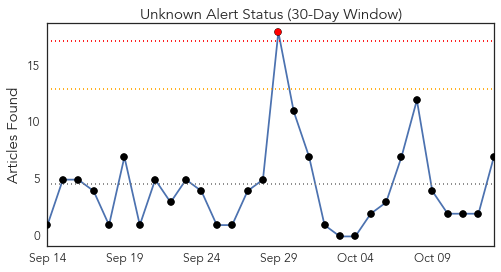 Unknown Alert Status (30-Day Window)
Articles Found
15
10
5
0
Sep 14 Sep 19 Sep 24 Sep 29 Oct 04 Oct 09